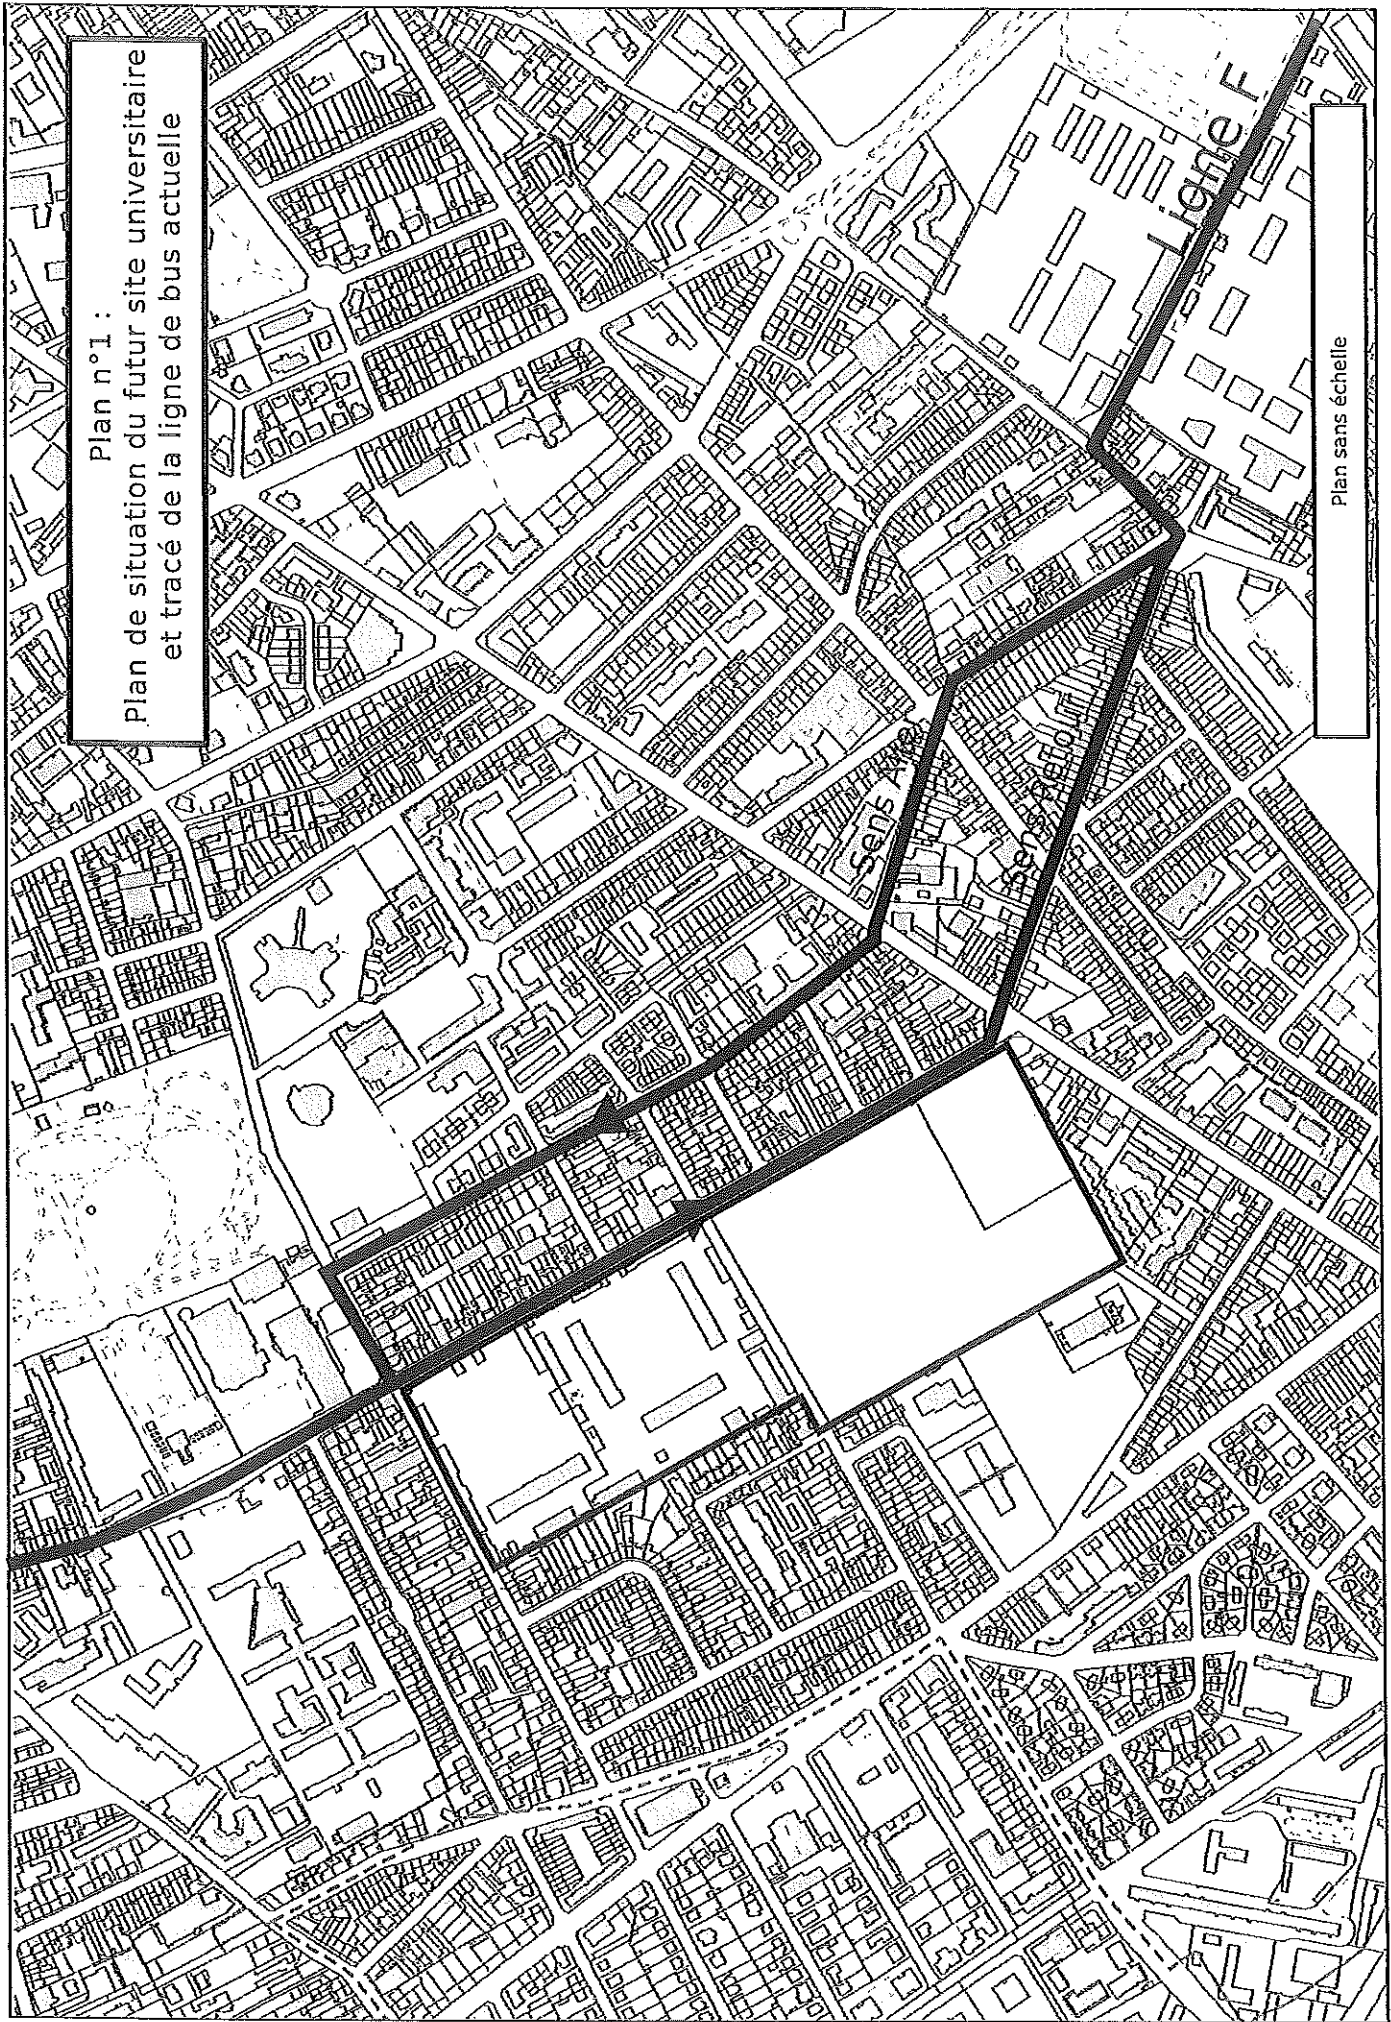 Plan n°1 :
Plan de situation du futur site universitaire
et tracé de la ligne de bus actuelle
Ligne F
Sens Aller
Sens retour
Plan sans échelle